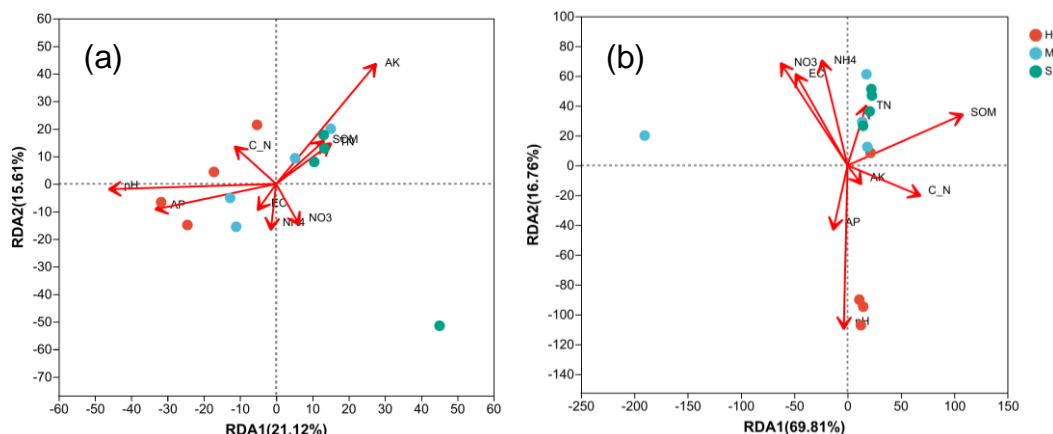 (a)
60
50
40
30
20
10
0
-10
-20
-30
-40
-50
-60
-70
RDA2(15.61%)
AK
SOM
TN
C_N
pH
AP
EC
NH4
NO3
-60 -50 -40 -30 -20 -10 0 10 20 30 40 50 60
RDA1(21.12%)
(b)
100
80
60
40
20
0
-20
-40
-60
-80
-100
-120
-140
RDA2(16.76%)
NO3
NH4
EC
TN
SOM
AK
C_N
AP
pH
-250 -200 -150 -100 -50 0 50 100 150
RDA1(69.81%)
H
M
S